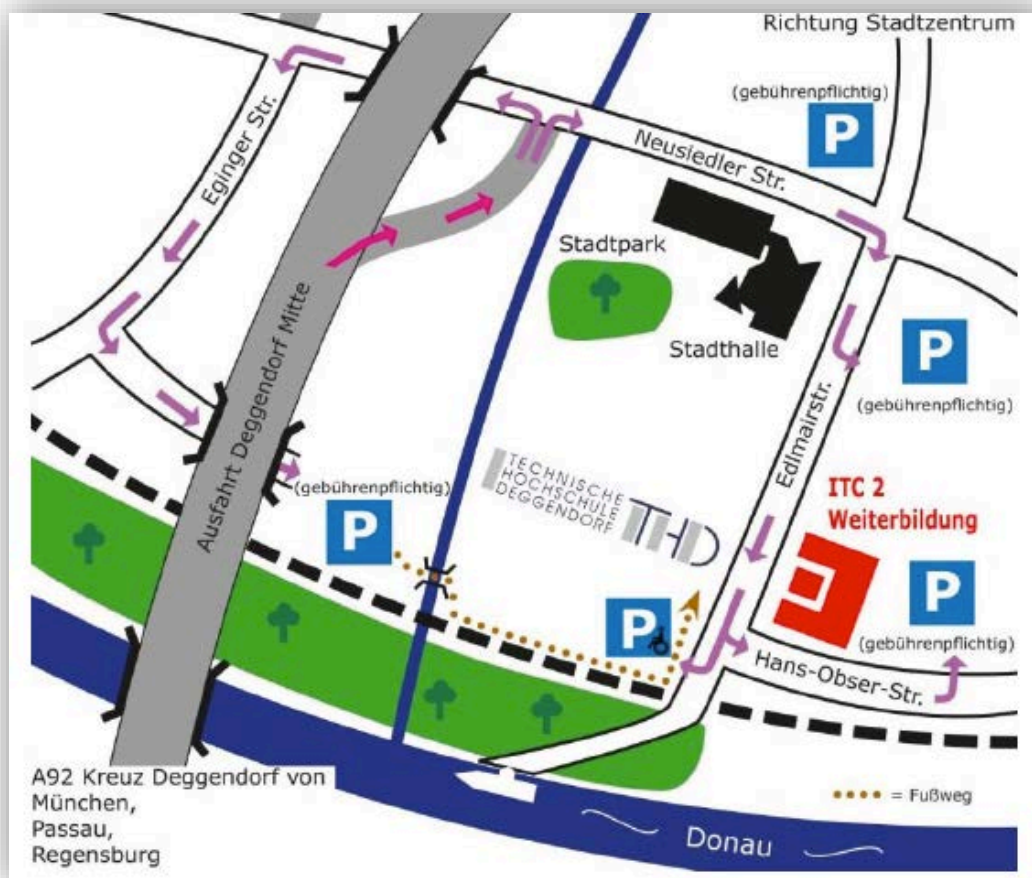 Richtung Stadtzentrum
(gebührenpflichtig)
P
Neusiedler Str.
Eginger Str.
Stadtpark
Stadthalle
P
(gebührenpflichtig)
Ausfahrt Deggendorf Mitte
Edlmairstr.
TECHNISCHE
HOCHSCHULE
DEGGENDORF
THD
ITC 2
Weiterbildung
(gebührenpflichtig)
P
P
P
(gebührenpflichtig)
Hans-Obser-Str.
A92 Kreuz Deggendorf von
München,
Passau,
Regensburg
= Fußweg
Donau